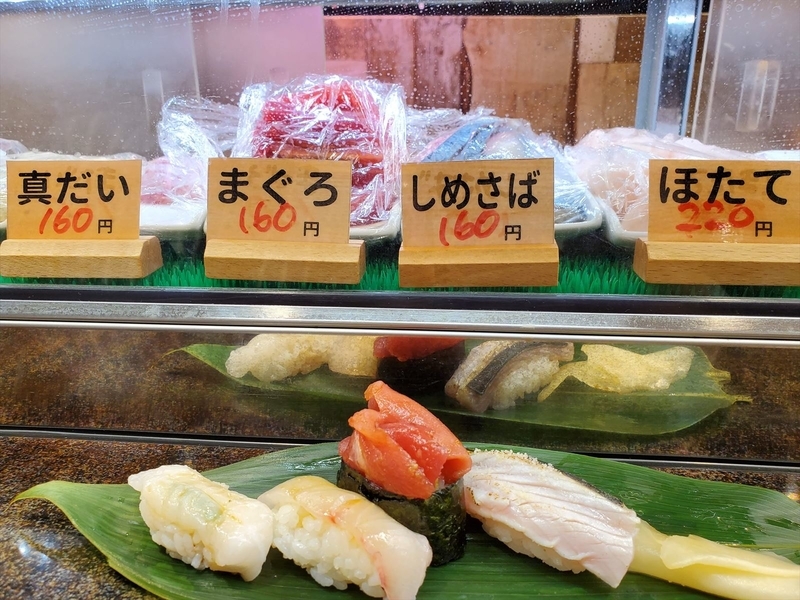 真だい
160円
まぐろ
160円
しめさば
160円
ほたて
220円